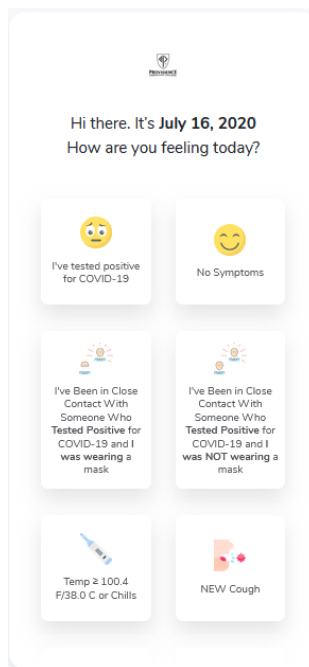 PROVIDENCE
Hi there. It's July 16, 2020
How are you feeling today?
I've tested positive
for COVID-19
No Symptoms
I've Been in Close
Contact With
Someone Who
Tested Positive for
COVID-19 and I
was wearing a
mask
I've Been in Close
Contact With
Someone Who
Tested Positive for
COVID-19 and I
was NOT wearing a
mask
Temp ≥ 100.4
F/38.0 C or Chills
NEW Cough